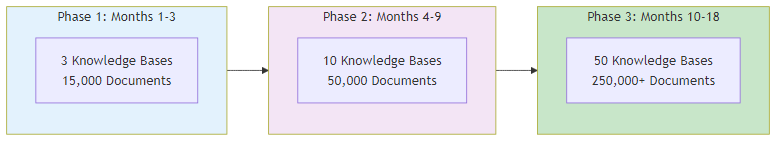 Phase 1: Months 1-3
3 Knowledge Bases
15,000 Documents
Phase 2: Months 4-9
10 Knowledge Bases
50,000 Documents
Phase 3: Months 10-18
50 Knowledge Bases
250,000+ Documents